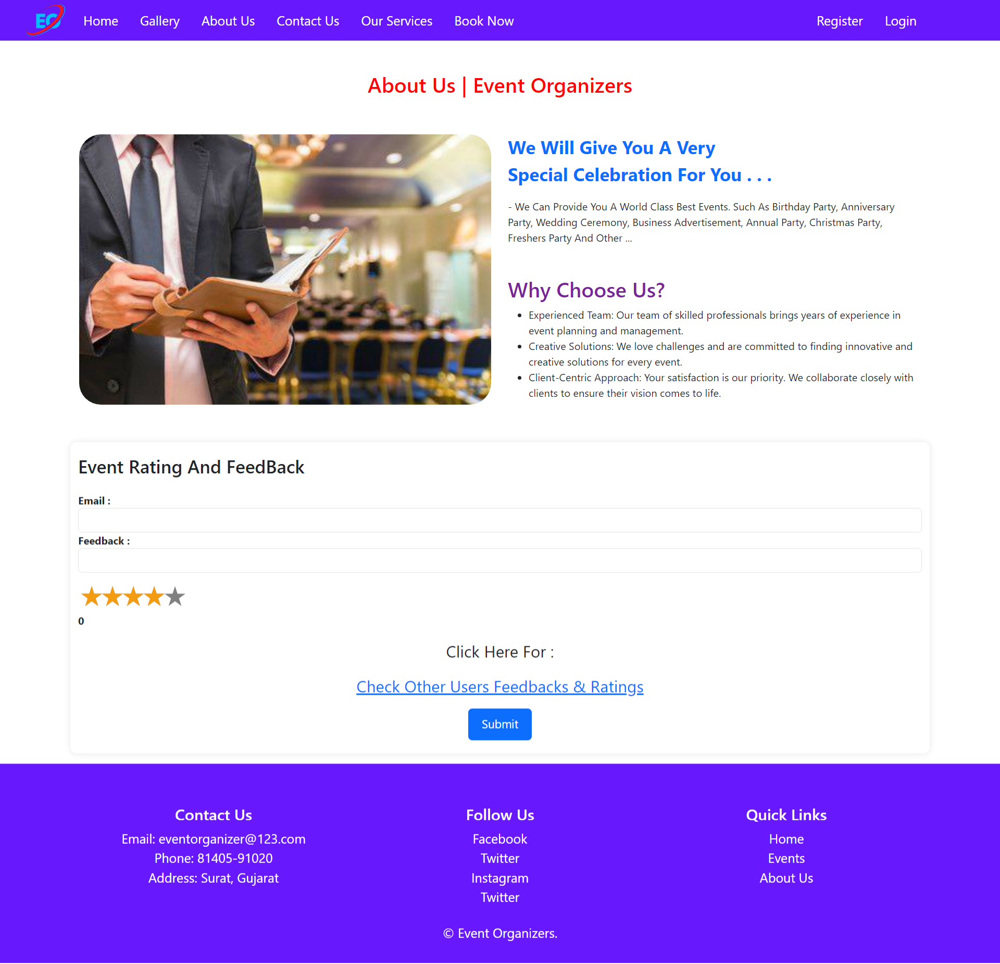 EO
Home Gallery About Us Contact Us Our Services Book Now Register Login
About Us | Event Organizers
We Will Give You A Very
Special Celebration For You . . .
- We Can Provide You A World Class Best Events. Such As Birthday Party, Anniversary
Party, Wedding Ceremony, Business Advertisement, Annual Party, Christmas Party,
Freshers Party And Other ...
Why Choose Us?
• Experienced Team: Our team of skilled professionals brings years of experience in
event planning and management.
• Creative Solutions: We love challenges and are committed to finding innovative and
creative solutions for every event.
• Client-Centric Approach: Your satisfaction is our priority. We collaborate closely with
clients to ensure their vision comes to life.
Event Rating And FeedBack
Email :
Feedback :
0
Click Here For :
Check Other Users Feedbacks & Ratings
Submit
Contact Us
Email: eventorganizer@123.com
Phone: 81405-91020
Address: Surat, Gujarat
Follow Us
Facebook
Twitter
Instagram
Twitter
Quick Links
Home
Events
About Us
© Event Organizers.